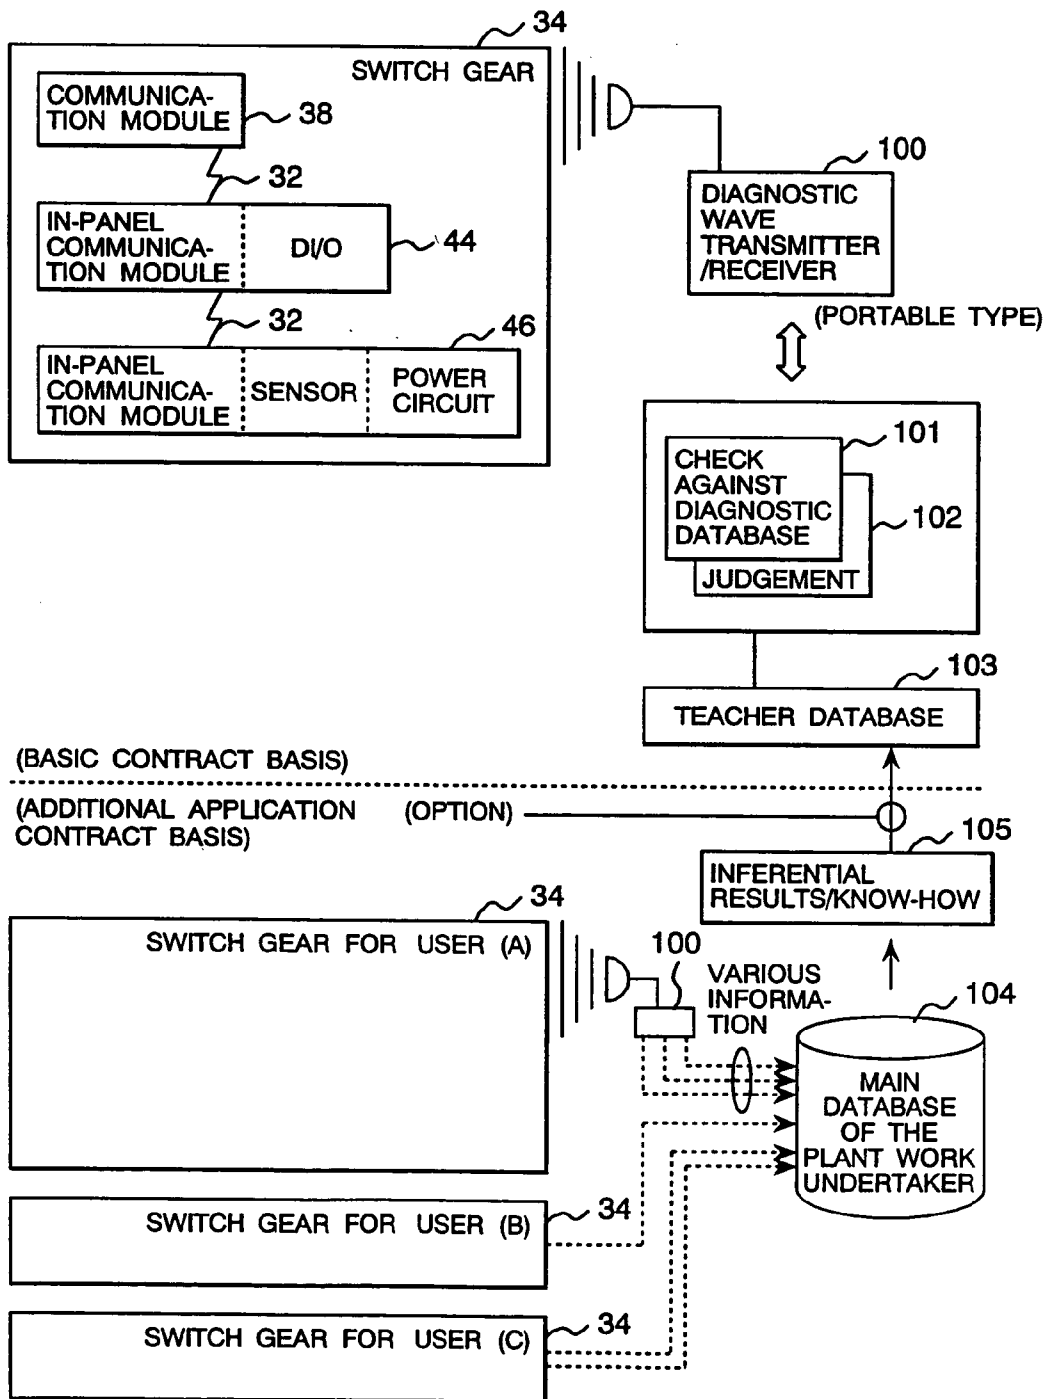 34
SWITCH GEAR
COMMUNICA-
TION MODULE
38
32
IN-PANEL
COMMUNICA-
TION MODULE
DI/O
44
32
46
IN-PANEL
COMMUNICA-
TION MODULE
SENSOR
POWER
CIRCUIT
100
DIAGNOSTIC
WAVE
TRANSMITTER
/RECEIVER
(PORTABLE TYPE)
101
CHECK
AGAINST
DIAGNOSTIC
DATABASE
102
JUDGEMENT
103
TEACHER DATABASE
(BASIC CONTRACT BASIS)
(ADDITIONAL APPLICATION
CONTRACT BASIS)
(OPTION)
105
INFERENTIAL
RESULTS/KNOW-HOW
34
SWITCH GEAR FOR USER (A)
100
VARIOUS
INFORMA-
TION
104
MAIN
DATABASE
OF THE
PLANT WORK
UNDERTAKER
34
SWITCH GEAR FOR USER (B)
34
SWITCH GEAR FOR USER (C)